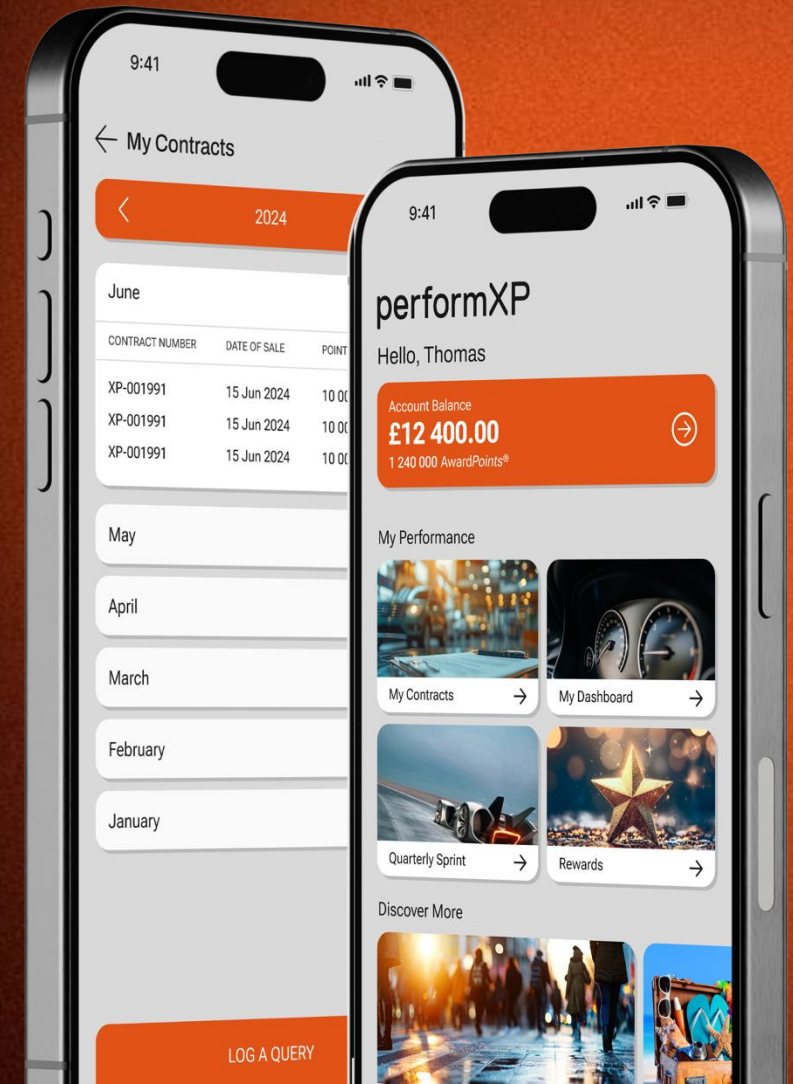 9:41
My Contracts
2024
June
CONTRACT NUMBER DATE OF SALE
XP-001991 15 Jun 2024 10
XP-001991 15 Jun 2024 10
XP-001991 15 Jun 2024 10
May
April
March
February
January
LOG A QUERY
9:41
performXP
Hello, Thomas
Account Balance
£12 400.00
1 240 000 AwardPoints®
My Performance
My Contracts
My Dashboard
Quarterly Sprint
Rewards
Discover More